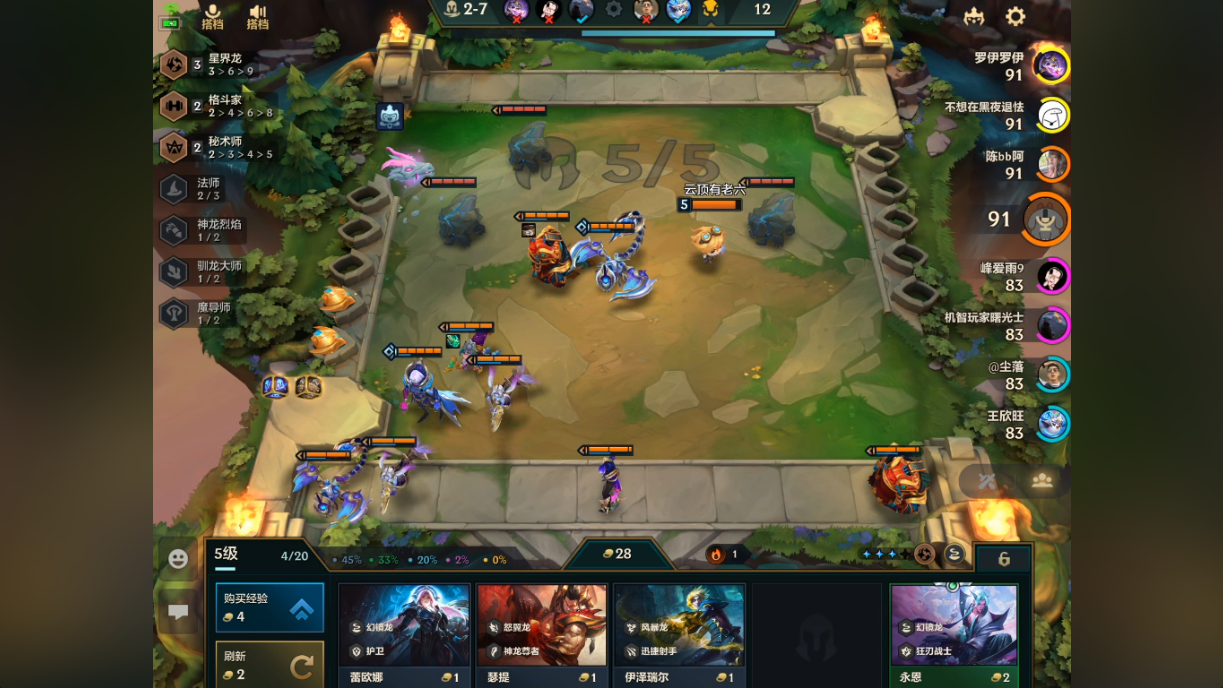 搭档
搭档
2-7
12
3 星界龙
3 > 6 > 9
2 格斗家
2 > 4 > 6 > 8
2 秘术师
2 > 3 > 4 > 5
法师
2 / 3
神龙烈焰
1 / 2
驯龙大师
1 / 2
魔导师
1 / 2
5/5
云顶有老六
5
罗伊罗伊
91
不想在黑夜退怯
91
陈bb阿
91
91
峰爱雨9
83
机智玩家曙光士
83
@尘落
83
王欣旺
83
5级
4/20
45%
33%
20%
2%
0%
28
1
6
购买经验
4
刷新
2
幻镜龙
护卫
蕾欧娜
1
怒翼龙
神龙尊者
瑟提
1
风暴龙
迅捷射手
伊泽瑞尔
1
幻镜龙
狂刃战士
永恩
2